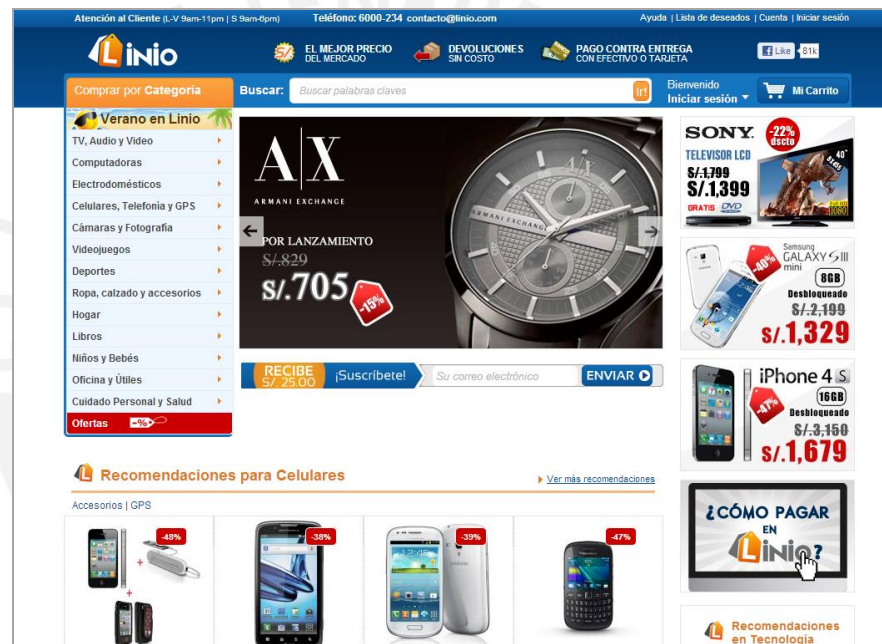 Atención al Cliente (L-V 9am-11pm | S 9am-6pm) Teléfono: 6000-234 contacto@linio.com Ayuda | Lista de deseados | Cuenta | Iniciar sesión
Linio
EL MEJOR PRECIO
DEL MERCADO
DEVOLUCIONES
SIN COSTO
PAGO CONTRA ENTREGA
CON EFECTIVO O TARJETA
Like 81k
Comprar por Categoría
Buscar: Buscar palabras claves Ir!
Bienvenido
Iniciar sesión
Mi Carrito
Verano en Linio
TV, Audio y Video
Computadoras
Electrodomésticos
Celulares, Telefonía y GPS
Cámaras y Fotografía
Videojuegos
Deportes
Ropa, calzado y accesorios
Hogar
Libros
Niños y Bebés
Oficina y Útiles
Cuidado Personal y Salud
Ofertas -%
A|X
ARMANI EXCHANGE
POR LANZAMIENTO
S/.829
S/.705
-15%
A|X
ARMANI EXCHANGE
RECIBE
S/. 25.00
¡Suscríbete! Su correo electrónico ENVIAR
SONY
-22%
dscto
TELEVISOR LCD
40"
S/.1,799
S/.1,399
GRATIS DVD
Samsung
GALAXY S III
mini
-40%
8GB
Desbloqueado
S/.2,199
S/.1,329
iPhone 4 S
16GB
-47%
Desbloqueado
S/.3,150
S/.1,679
¿CÓMO PAGAR
EN
Linio?
Recomendaciones para Celulares
Ver más recomendaciones
Accesorios | GPS
-48%
-38%
-39%
-47%
Recomendaciones
en Tecnología